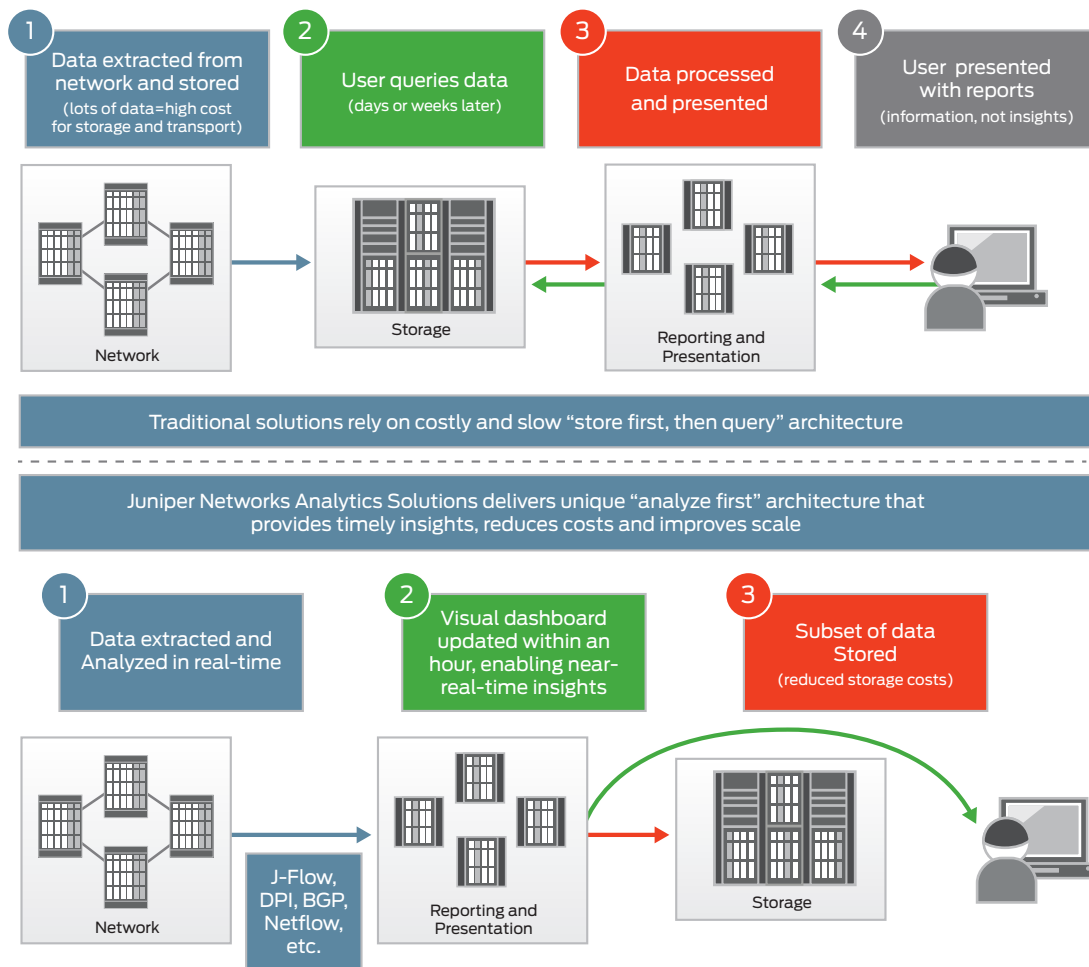 1
Data extracted from
network and stored
(lots of data=high cost
for storage and transport)
2
User queries data
(days or weeks later)
3
Data processed
and presented
4
User presented
with reports
(information, not insights)
Network
Storage
Reporting and
Presentation
Traditional solutions rely on costly and slow “store first, then query” architecture
Juniper Networks Analytics Solutions delivers unique “analyze first” architecture that
provides timely insights, reduces costs and improves scale
1
Data extracted and
Analyzed in real-time
2
Visual dashboard
updated within an
hour, enabling near-
real-time insights
3
Subset of data
Stored
(reduced storage costs)
Network
J-Flow,
DPI, BGP,
Netflow,
etc.
Reporting and
Presentation
Storage